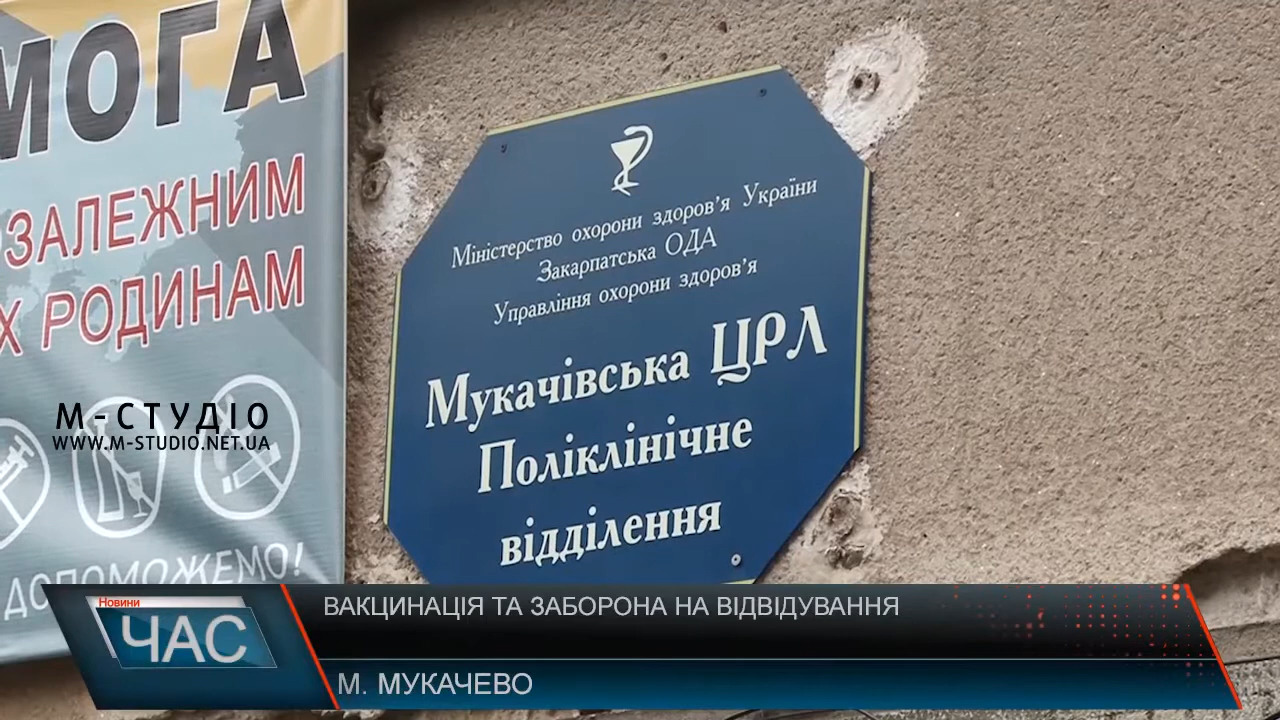 МОГА
ЗАЛЕЖНИМ
Х РОДИНАМ
ДОПОМОЖЕМО!
М-СТУДІО
WWW.M-STUDIO.NET.UA
Міністерство охорони здоров'я України
Закарпатська ОДА
Управління охорони здоров'я
Мукачівська ЦРЛ
Поліклінічне
відділення
Новини
ЧАС
ВАКЦИНАЦІЯ ТА ЗАБОРОНА НА ВІДВІДУВАННЯ
М. МУКАЧЕВО